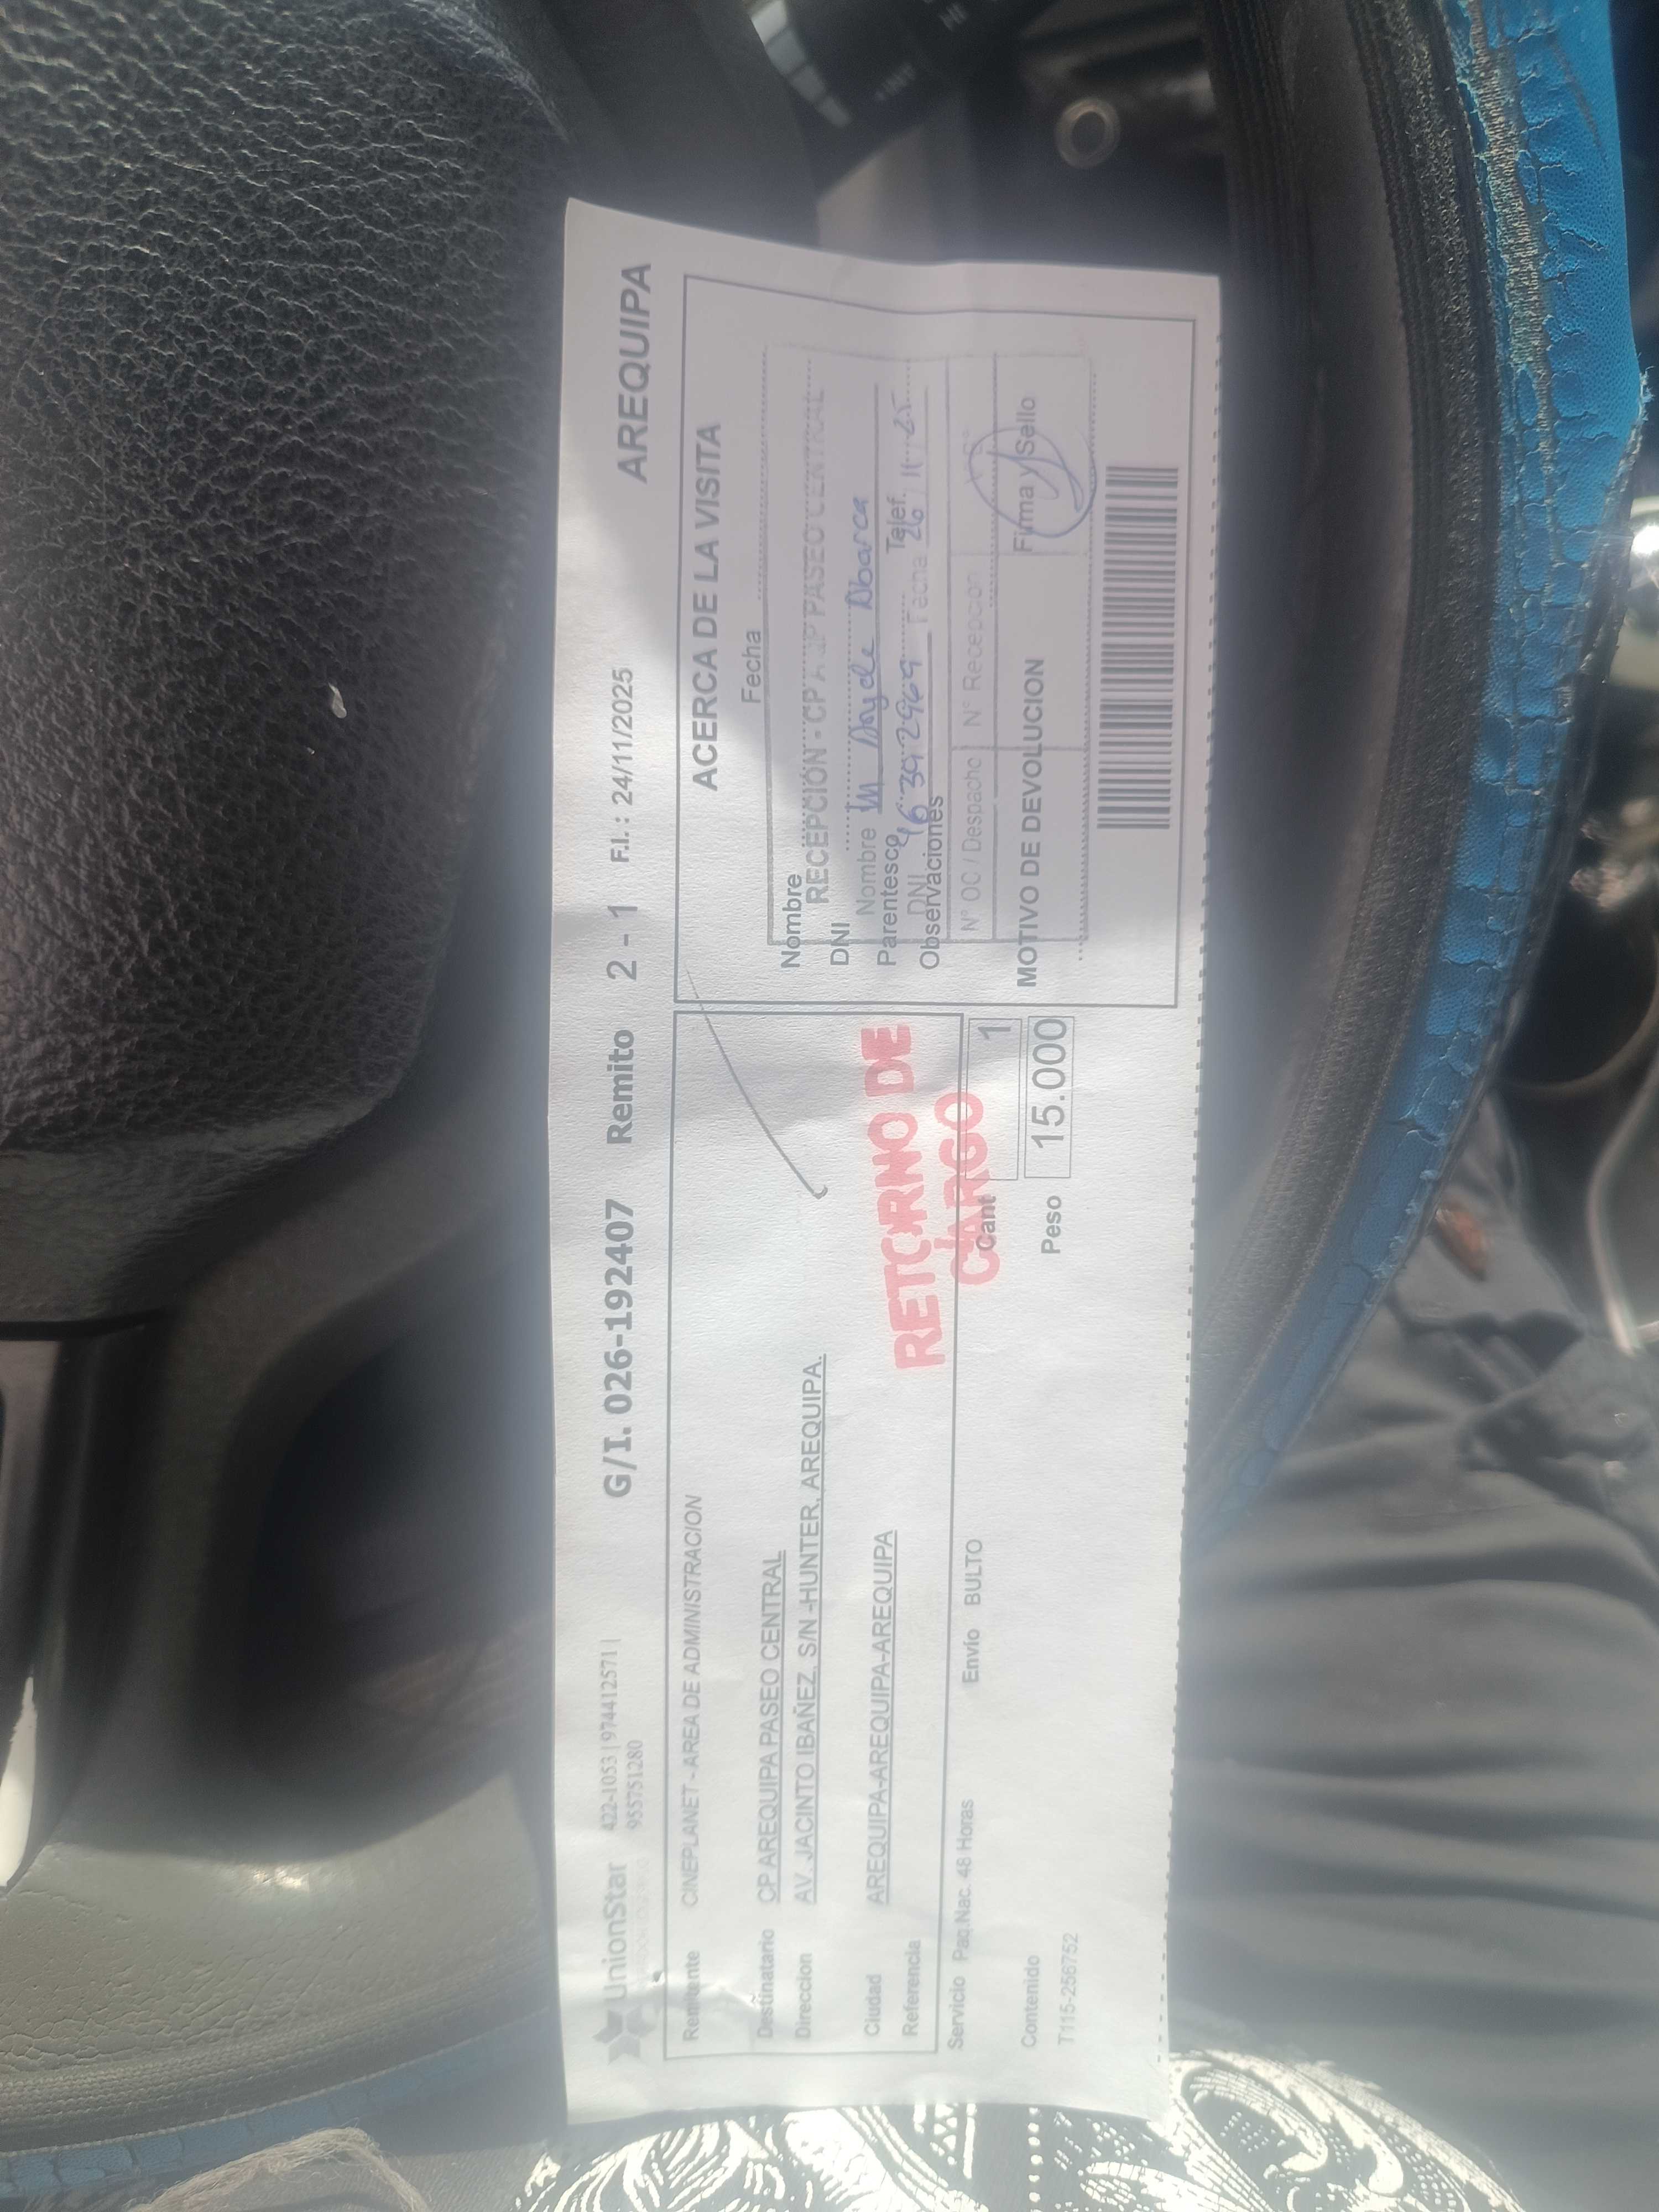 UnionStar 422-1053 | 974412571 |
955751280
G/I. 026-192407 Remito 2 - 1 F.I.: 24/11/2025 AREQUIPA
Remitente CINEPLANET - AREA DE ADMINISTRACION
Destinatario CP AREQUIPA PASEO CENTRAL
Direccion AV. JACINTO IBAÑEZ, S/N -HUNTER, AREQUIPA.
Ciudad AREQUIPA-AREQUIPA-AREQUIPA
Referencia
RETORNO DE
CARGO
Servicio Paq.Nac. 48 Horas Envío BULTO Cant 1
Contenido Peso 15.000
T115-256752
ACERCA DE LA VISITA
Fecha
Nombre
RECEPCIÓN - CP AQP PASEO CENTRAL
DNI
Nombre
Parentesco Telef.
DNI 46392969 Fecha 26 11 25
Observaciones
N° OC / Despacho N° Recepcion
MOTIVO DE DEVOLUCION Firma y Sello